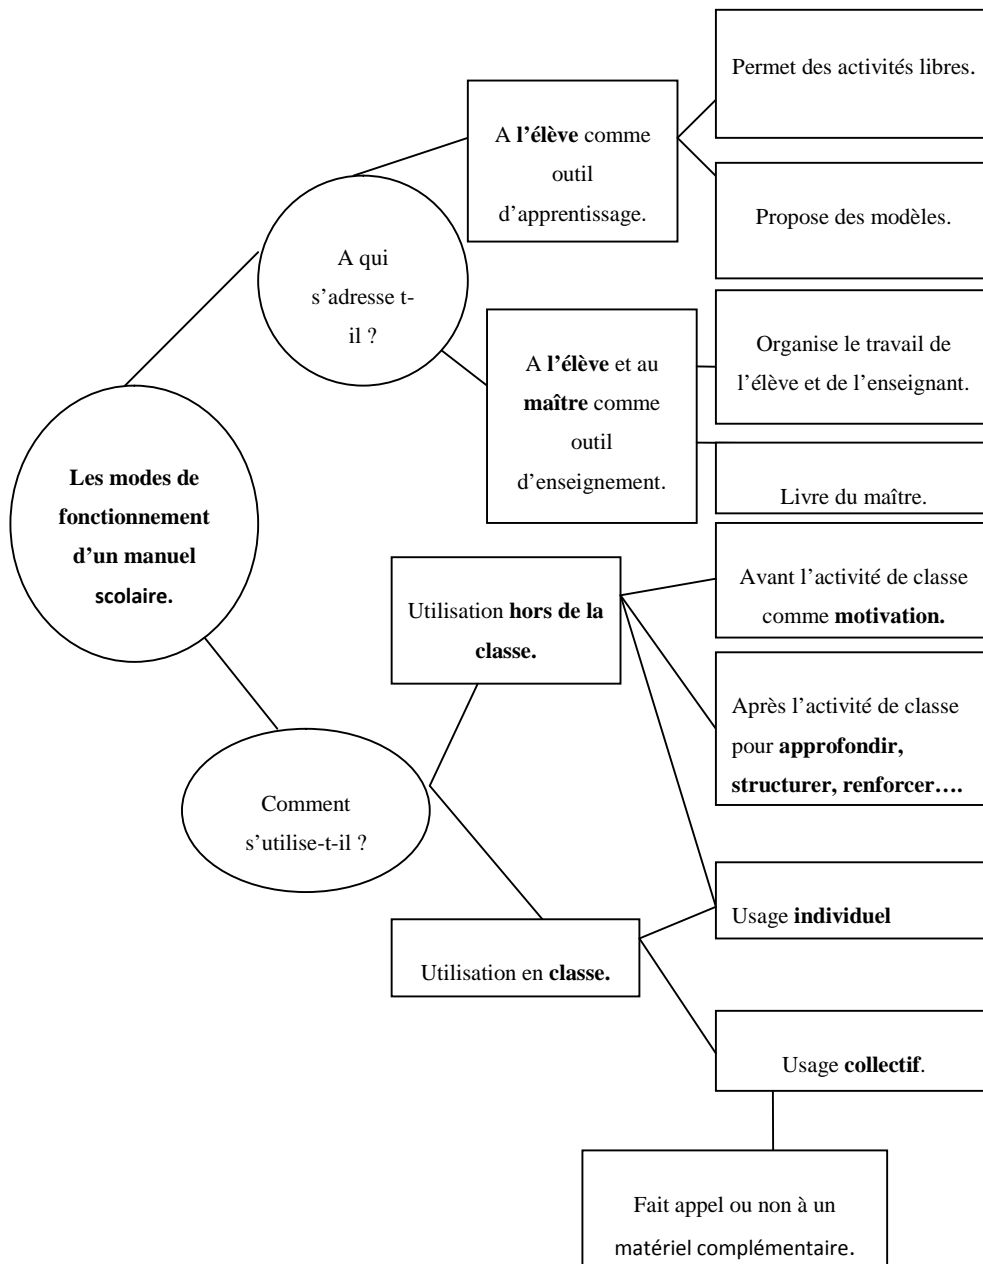 Permet des activités libres.
A l’élève comme
outil
d’apprentissage.
Propose des modèles.
A qui
s’adresse t-
il ?
Organise le travail de
l’élève et de l’enseignant.
A l’élève et au
maître comme
outil
d’enseignement.
Livre du maître.
Les modes de
fonctionnement
d’un manuel
scolaire.
Avant l’activité de classe
comme motivation.
Utilisation hors de la
classe.
Après l’activité de classe
pour approfondir,
structurer, renforcer….
Comment
s’utilise-t-il ?
Usage individuel
Utilisation en classe.
Usage collectif.
Fait appel ou non à un
matériel complémentaire.